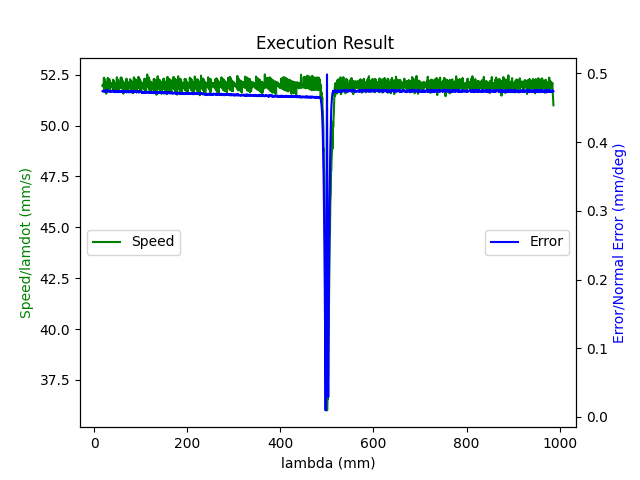 Execution Result
52.5
50.0
47.5
45.0
42.5
40.0
37.5
Speed/lamdot (mm/s)
Speed
Error
0.5
0.4
0.3
0.2
0.1
0.0
Error/Normal Error (mm/deg)
0 200 400 600 800 1000
lambda (mm)